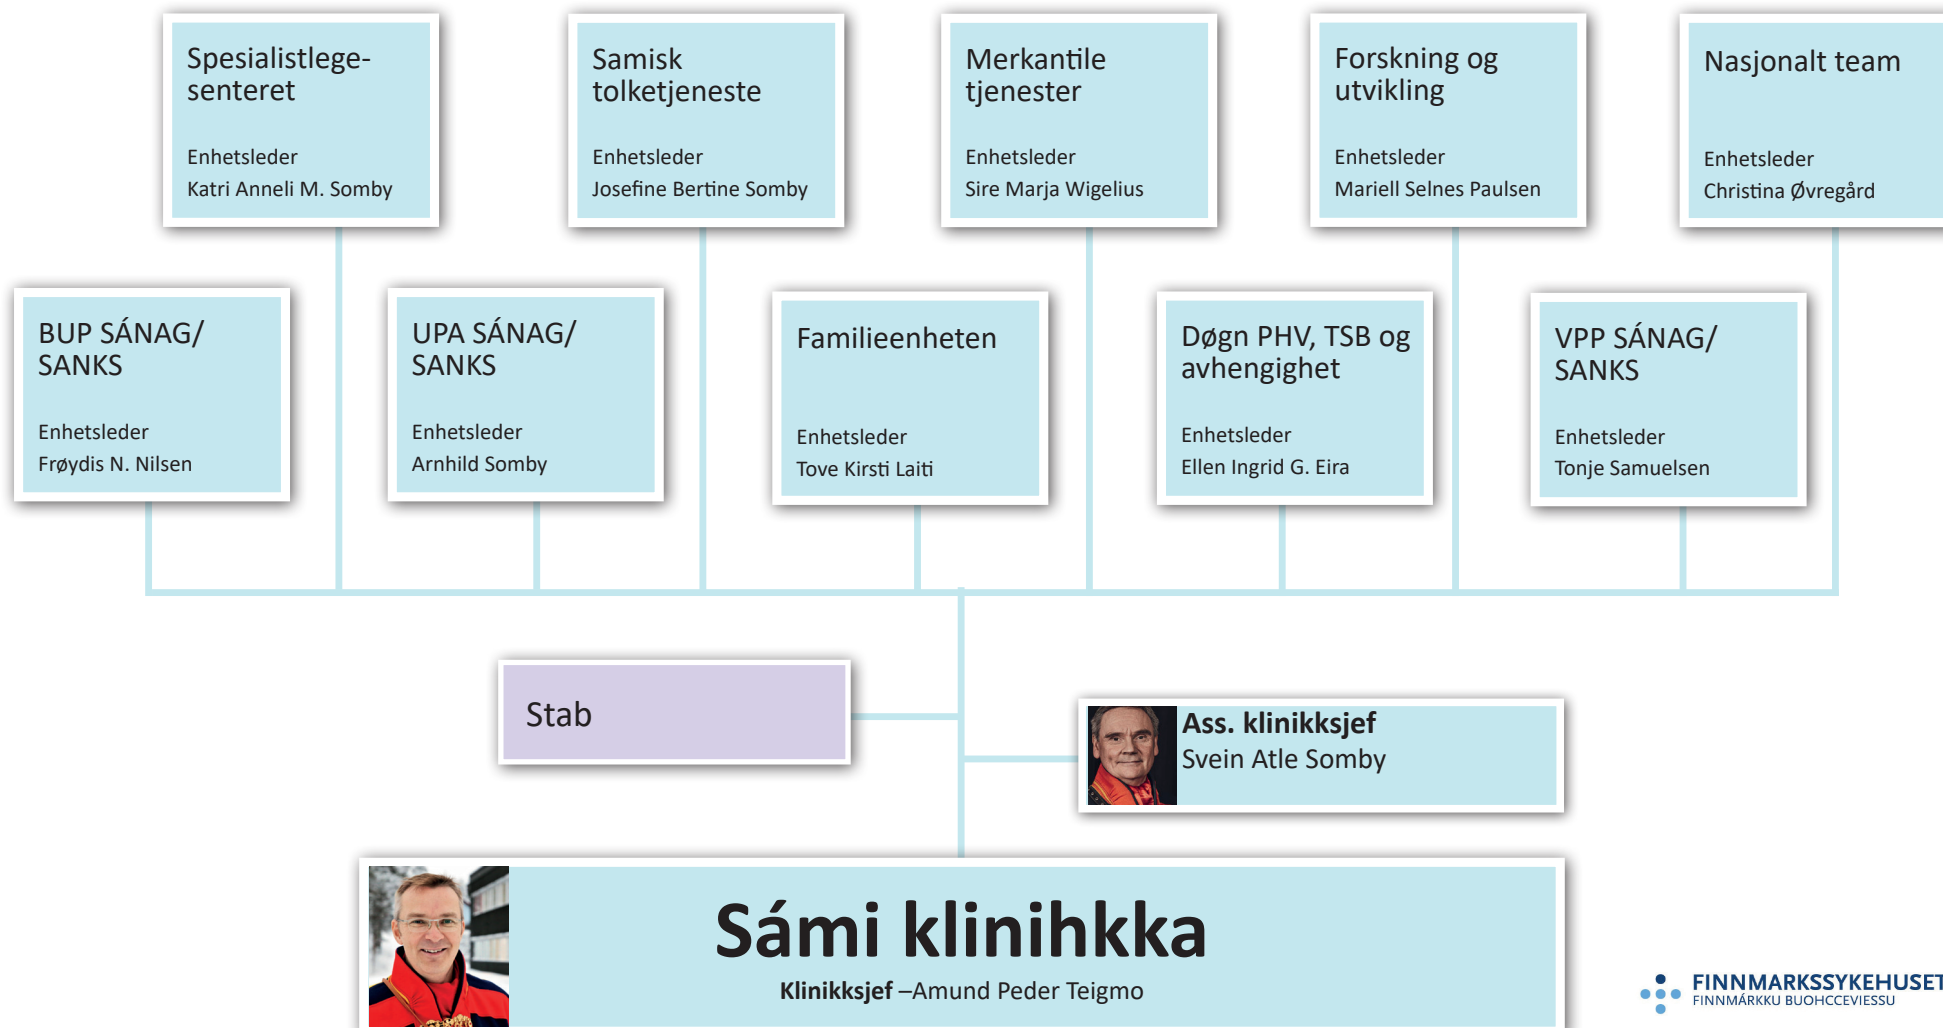 Spesialistlege-
senteret
Enhetsleder
Katri Anneli M. Somby
Samisk
tolketjeneste
Enhetsleder
Josefine Bertine Somby
Merkantile
tjenester
Enhetsleder
Sire Marja Wigelius
Forskning og
utvikling
Enhetsleder
Mariell Selnes Paulsen
Nasjonalt team
Enhetsleder
Christina Øvregård
BUP SÁNAG/
SANKS
Enhetsleder
Frøydis N. Nilsen
UPA SÁNAG/
SANKS
Enhetsleder
Arnhild Somby
Familieenheten
Enhetsleder
Tove Kirsti Laiti
Døgn PHV, TSB og
avhengighet
Enhetsleder
Ellen Ingrid G. Eira
VPP SÁNAG/
SANKS
Enhetsleder
Tonje Samuelsen
Stab
Ass. klinikksjef
Svein Atle Somby
Sámi klinihkka
Klinikksjef –Amund Peder Teigmo
FINNMARKSSYKEHUSET
FINNMÁRKKU BUOHCCEVIESSU